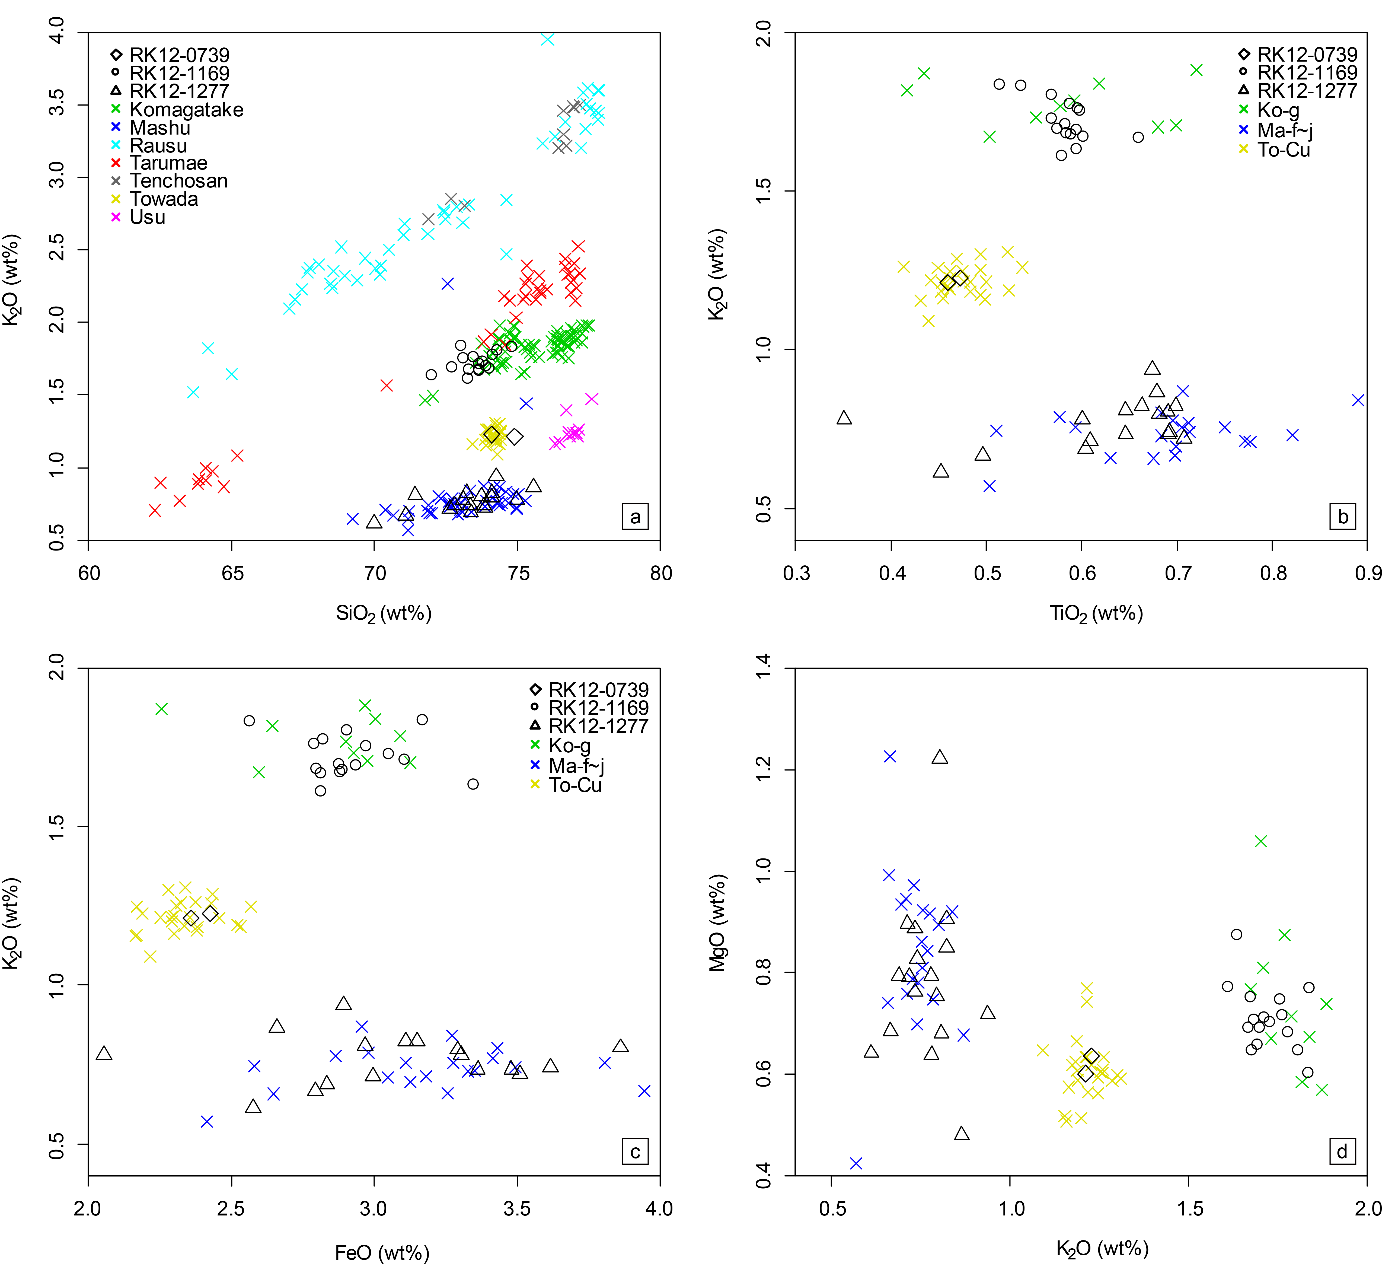 K₂O (wt%)
4.0
3.5
3.0
2.5
2.0
1.5
1.0
0.5
RK12-0739
RK12-1169
RK12-1277
Komagatake
Mashu
Rausu
Tarumae
Tenchosan
Towada
Usu
a
60 65 70 75 80
SiO₂ (wt%)
K₂O (wt%)
2.0
1.5
1.0
0.5
RK12-0739
RK12-1169
RK12-1277
Ko-g
Ma-f~j
To-Cu
b
0.3 0.4 0.5 0.6 0.7 0.8 0.9
TiO₂ (wt%)
K₂O (wt%)
2.0
1.5
1.0
0.5
RK12-0739
RK12-1169
RK12-1277
Ko-g
Ma-f~j
To-Cu
c
2.0 2.5 3.0 3.5 4.0
FeO (wt%)
MgO (wt%)
1.4
1.2
1.0
0.8
0.6
0.4
d
0.5 1.0 1.5 2.0
K₂O (wt%)